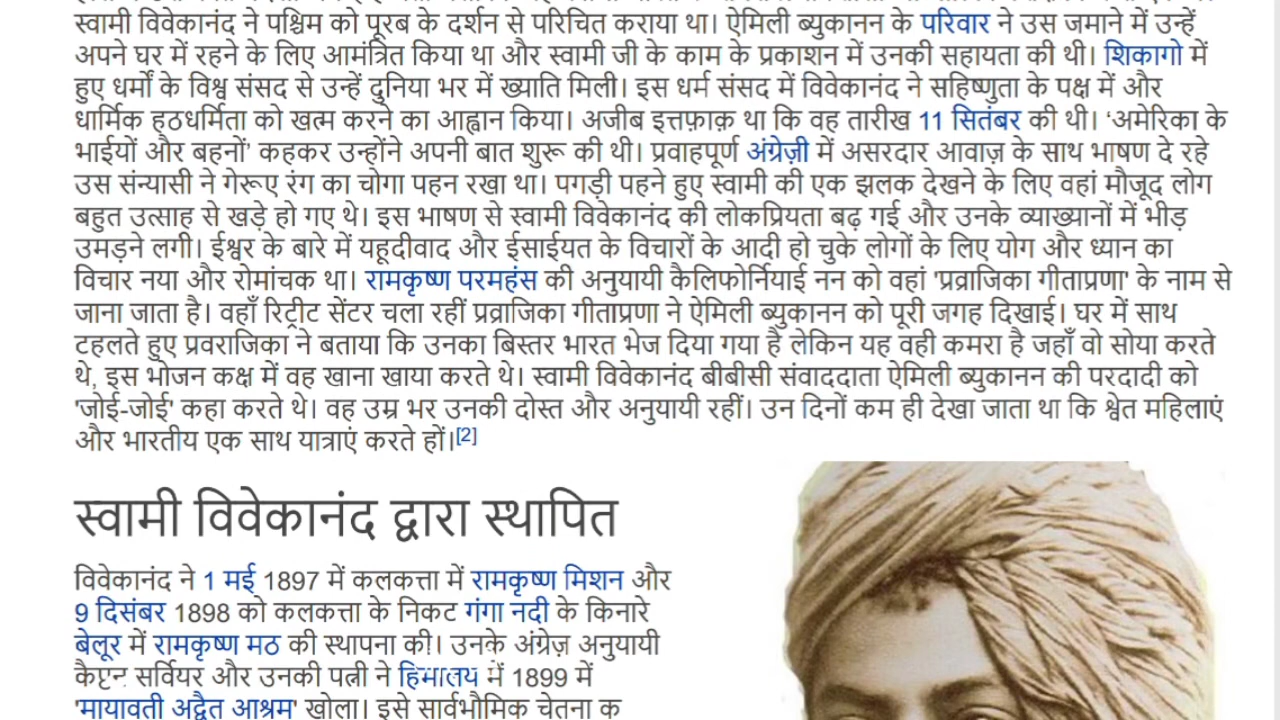 स्वामी विवेकानंद ने पश्चिम को पूरब के दर्शन से परिचित कराया था। ऐमिली ब्युकानन के परिवार ने उस जमाने में उन्हें
अपने घर में रहने के लिए आमंत्रित किया था और स्वामी जी के काम के प्रकाशन में उनकी सहायता की थी। शिकागो में
हुए धर्मों के विश्व संसद से उन्हें दुनिया भर में ख्याति मिली। इस धर्म संसद में विवेकानंद ने सहिष्णुता के पक्ष में और
धार्मिक हठधर्मिता को खत्म करने का आह्वान किया। अजीब इत्तफ़ाक़ था कि वह तारीख 11 सितंबर की थी। 'अमेरिका के
भाईयों और बहनों' कहकर उन्होंने अपनी बात शुरू की थी। प्रवाहपूर्ण अंग्रेज़ी में असरदार आवाज़ के साथ भाषण दे रहे
उस संन्यासी ने गेरूए रंग का चोगा पहन रखा था। पगड़ी पहने हुए स्वामी की एक झलक देखने के लिए वहां मौजूद लोग
बहुत उत्साह से खड़े हो गए थे। इस भाषण से स्वामी विवेकानंद की लोकप्रियता बढ़ गई और उनके व्याख्यानों में भीड़
उमड़ने लगी। ईश्वर के बारे में यहूदीवाद और ईसाईयत के विचारों के आदी हो चुके लोगों के लिए योग और ध्यान का
विचार नया और रोमांचक था। रामकृष्ण परमहंस की अनुयायी कैलिफोर्नियाई नन को वहां 'प्रव्राजिका गीताप्रणा' के नाम से
जाना जाता है। वहाँ रिट्रीट सेंटर चला रहीं प्रव्राजिका गीताप्रणा ने ऐमिली ब्युकानन को पूरी जगह दिखाई। घर में साथ
टहलते हुए प्रवराजिका ने बताया कि उनका बिस्तर भारत भेज दिया गया है लेकिन यह वही कमरा है जहाँ वो सोया करते
थे, इस भोजन कक्ष में वह खाना खाया करते थे। स्वामी विवेकानंद बीबीसी संवाददाता ऐमिली ब्युकानन की परदादी को
'जोई-जोई' कहा करते थे। वह उम्र भर उनकी दोस्त और अनुयायी रहीं। उन दिनों कम ही देखा जाता था कि श्वेत महिलाएं
और भारतीय एक साथ यात्राएं करते हों।[2]
स्वामी विवेकानंद द्वारा स्थापित
विवेकानंद ने 1 मई 1897 में कलकत्ता में रामकृष्ण मिशन और
9 दिसंबर 1898 को कलकत्ता के निकट गंगा नदी के किनारे
बेलूर में रामकृष्ण मठ की स्थापना की। उनके अंग्रेज़ अनुयायी
कैप्टन सर्वियर और उनकी पत्नी ने हिमालय में 1899 में
'मायावती अद्वैत आश्रम' खोला। इसे सार्वभौमिक चेतना क